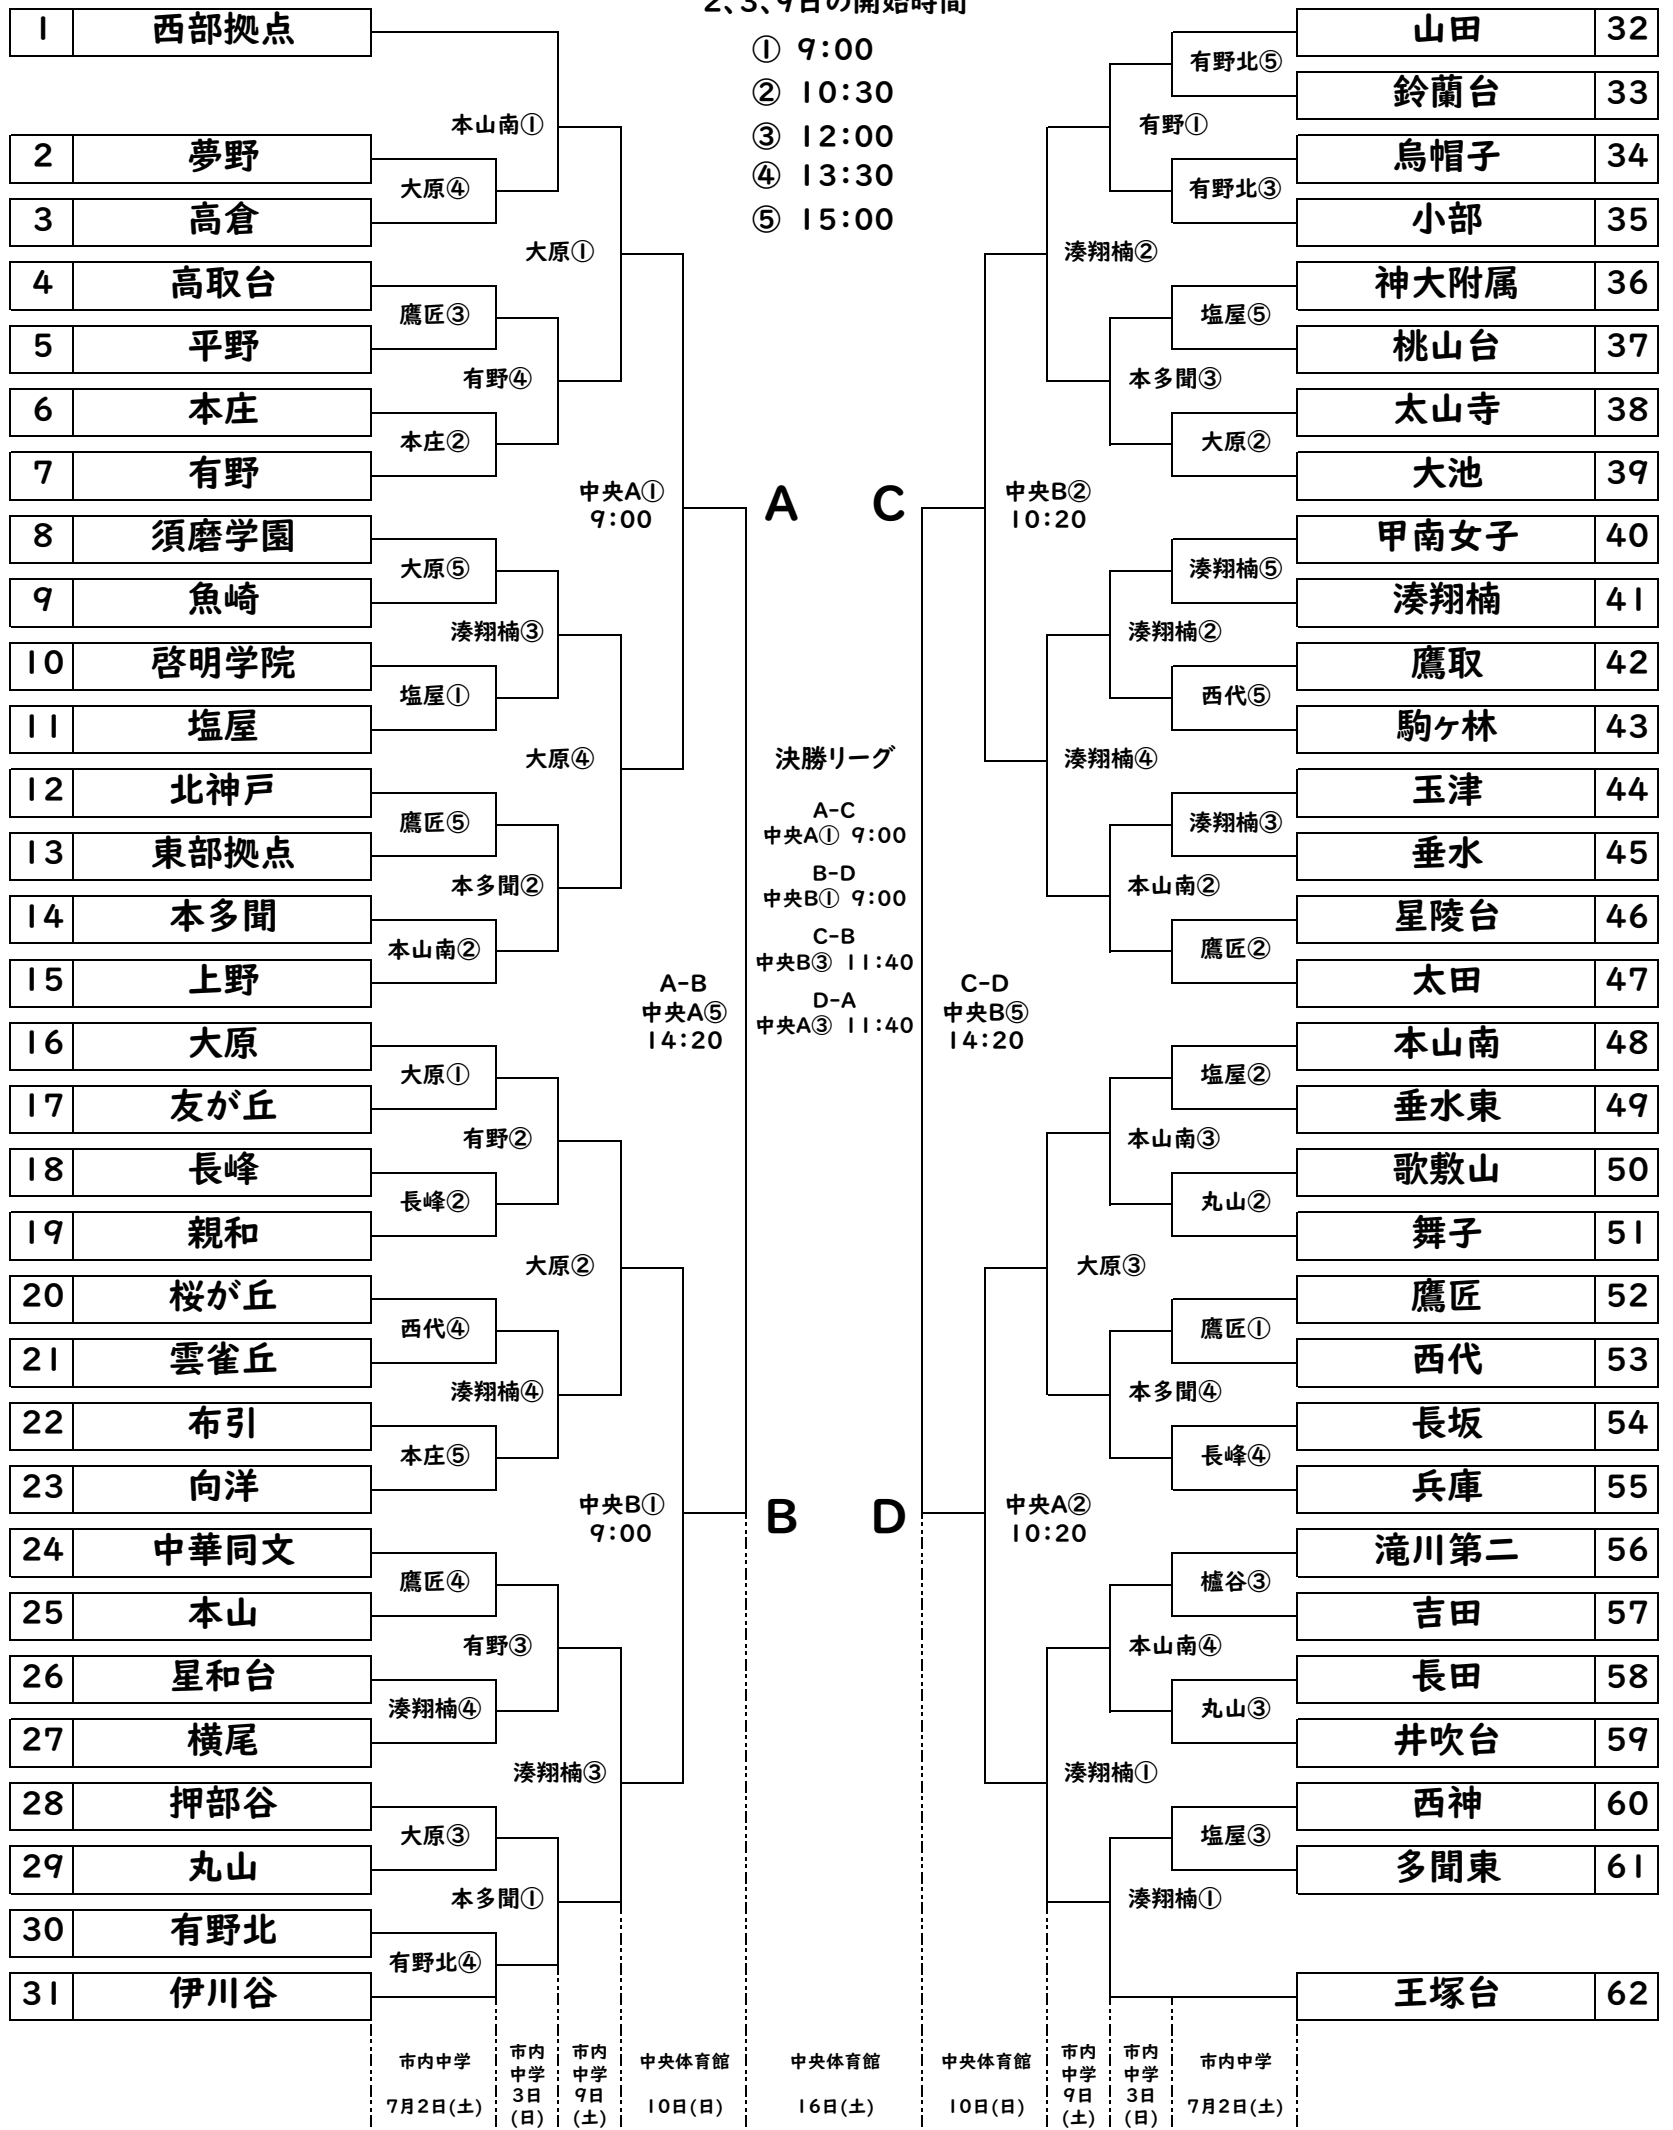 2、3、9日の開始時間
① 9:00
② 10:30
③ 12:00
④ 13:30
⑤ 15:00
1 西部拠点
2 夢野
3 高倉
4 高取台
5 平野
6 本庄
7 有野
8 須磨学園
9 魚崎
10 啓明学院
11 塩屋
12 北神戸
13 東部拠点
14 本多聞
15 上野
16 大原
17 友が丘
18 長峰
19 親和
20 桜が丘
21 雲雀丘
22 布引
23 向洋
24 中華同文
25 本山
26 星和台
27 横尾
28 押部谷
29 丸山
30 有野北
31 伊川谷
大原④
鷹匠③
本庄②
大原⑤
塩屋①
鷹匠⑤
本山南②
大原①
長峰②
西代④
本庄⑤
鷹匠④
湊翔楠④
大原③
有野北④
本山南①
有野④
湊翔楠③
本多聞②
有野②
湊翔楠④
有野③
本多聞①
大原①
大原④
大原②
湊翔楠③
中央A①
9:00
中央B①
9:00
A
B
A-B
中央A⑤
14:20
決勝リーグ
A-C
中央A① 9:00
B-D
中央B① 9:00
C-B
中央B③ 11:40
D-A
中央A③ 11:40
C
D
C-D
中央B⑤
14:20
中央B②
10:20
中央A②
10:20
湊翔楠②
湊翔楠④
大原③
湊翔楠①
有野①
本多聞③
湊翔楠②
本山南②
本山南③
本多聞④
本山南④
湊翔楠①
有野北⑤
有野北③
塩屋⑤
大原②
湊翔楠⑤
西代⑤
湊翔楠③
鷹匠②
塩屋②
丸山②
鷹匠①
長峰④
櫨谷③
丸山③
塩屋③
山田 32
鈴蘭台 33
烏帽子 34
小部 35
神大附属 36
桃山台 37
太山寺 38
大池 39
甲南女子 40
湊翔楠 41
鷹取 42
駒ヶ林 43
玉津 44
垂水 45
星陵台 46
太田 47
本山南 48
垂水東 49
歌敷山 50
舞子 51
鷹匠 52
西代 53
長坂 54
兵庫 55
滝川第二 56
吉田 57
長田 58
井吹台 59
西神 60
多聞東 61
王塚台 62
市内中学
7月2日(土)
市内
中学
3日
(日)
市内
中学
9日
(土)
中央体育館
10日(日)
中央体育館
16日(土)
中央体育館
10日(日)
市内
中学
9日
(土)
市内
中学
3日
(日)
市内中学
7月2日(土)